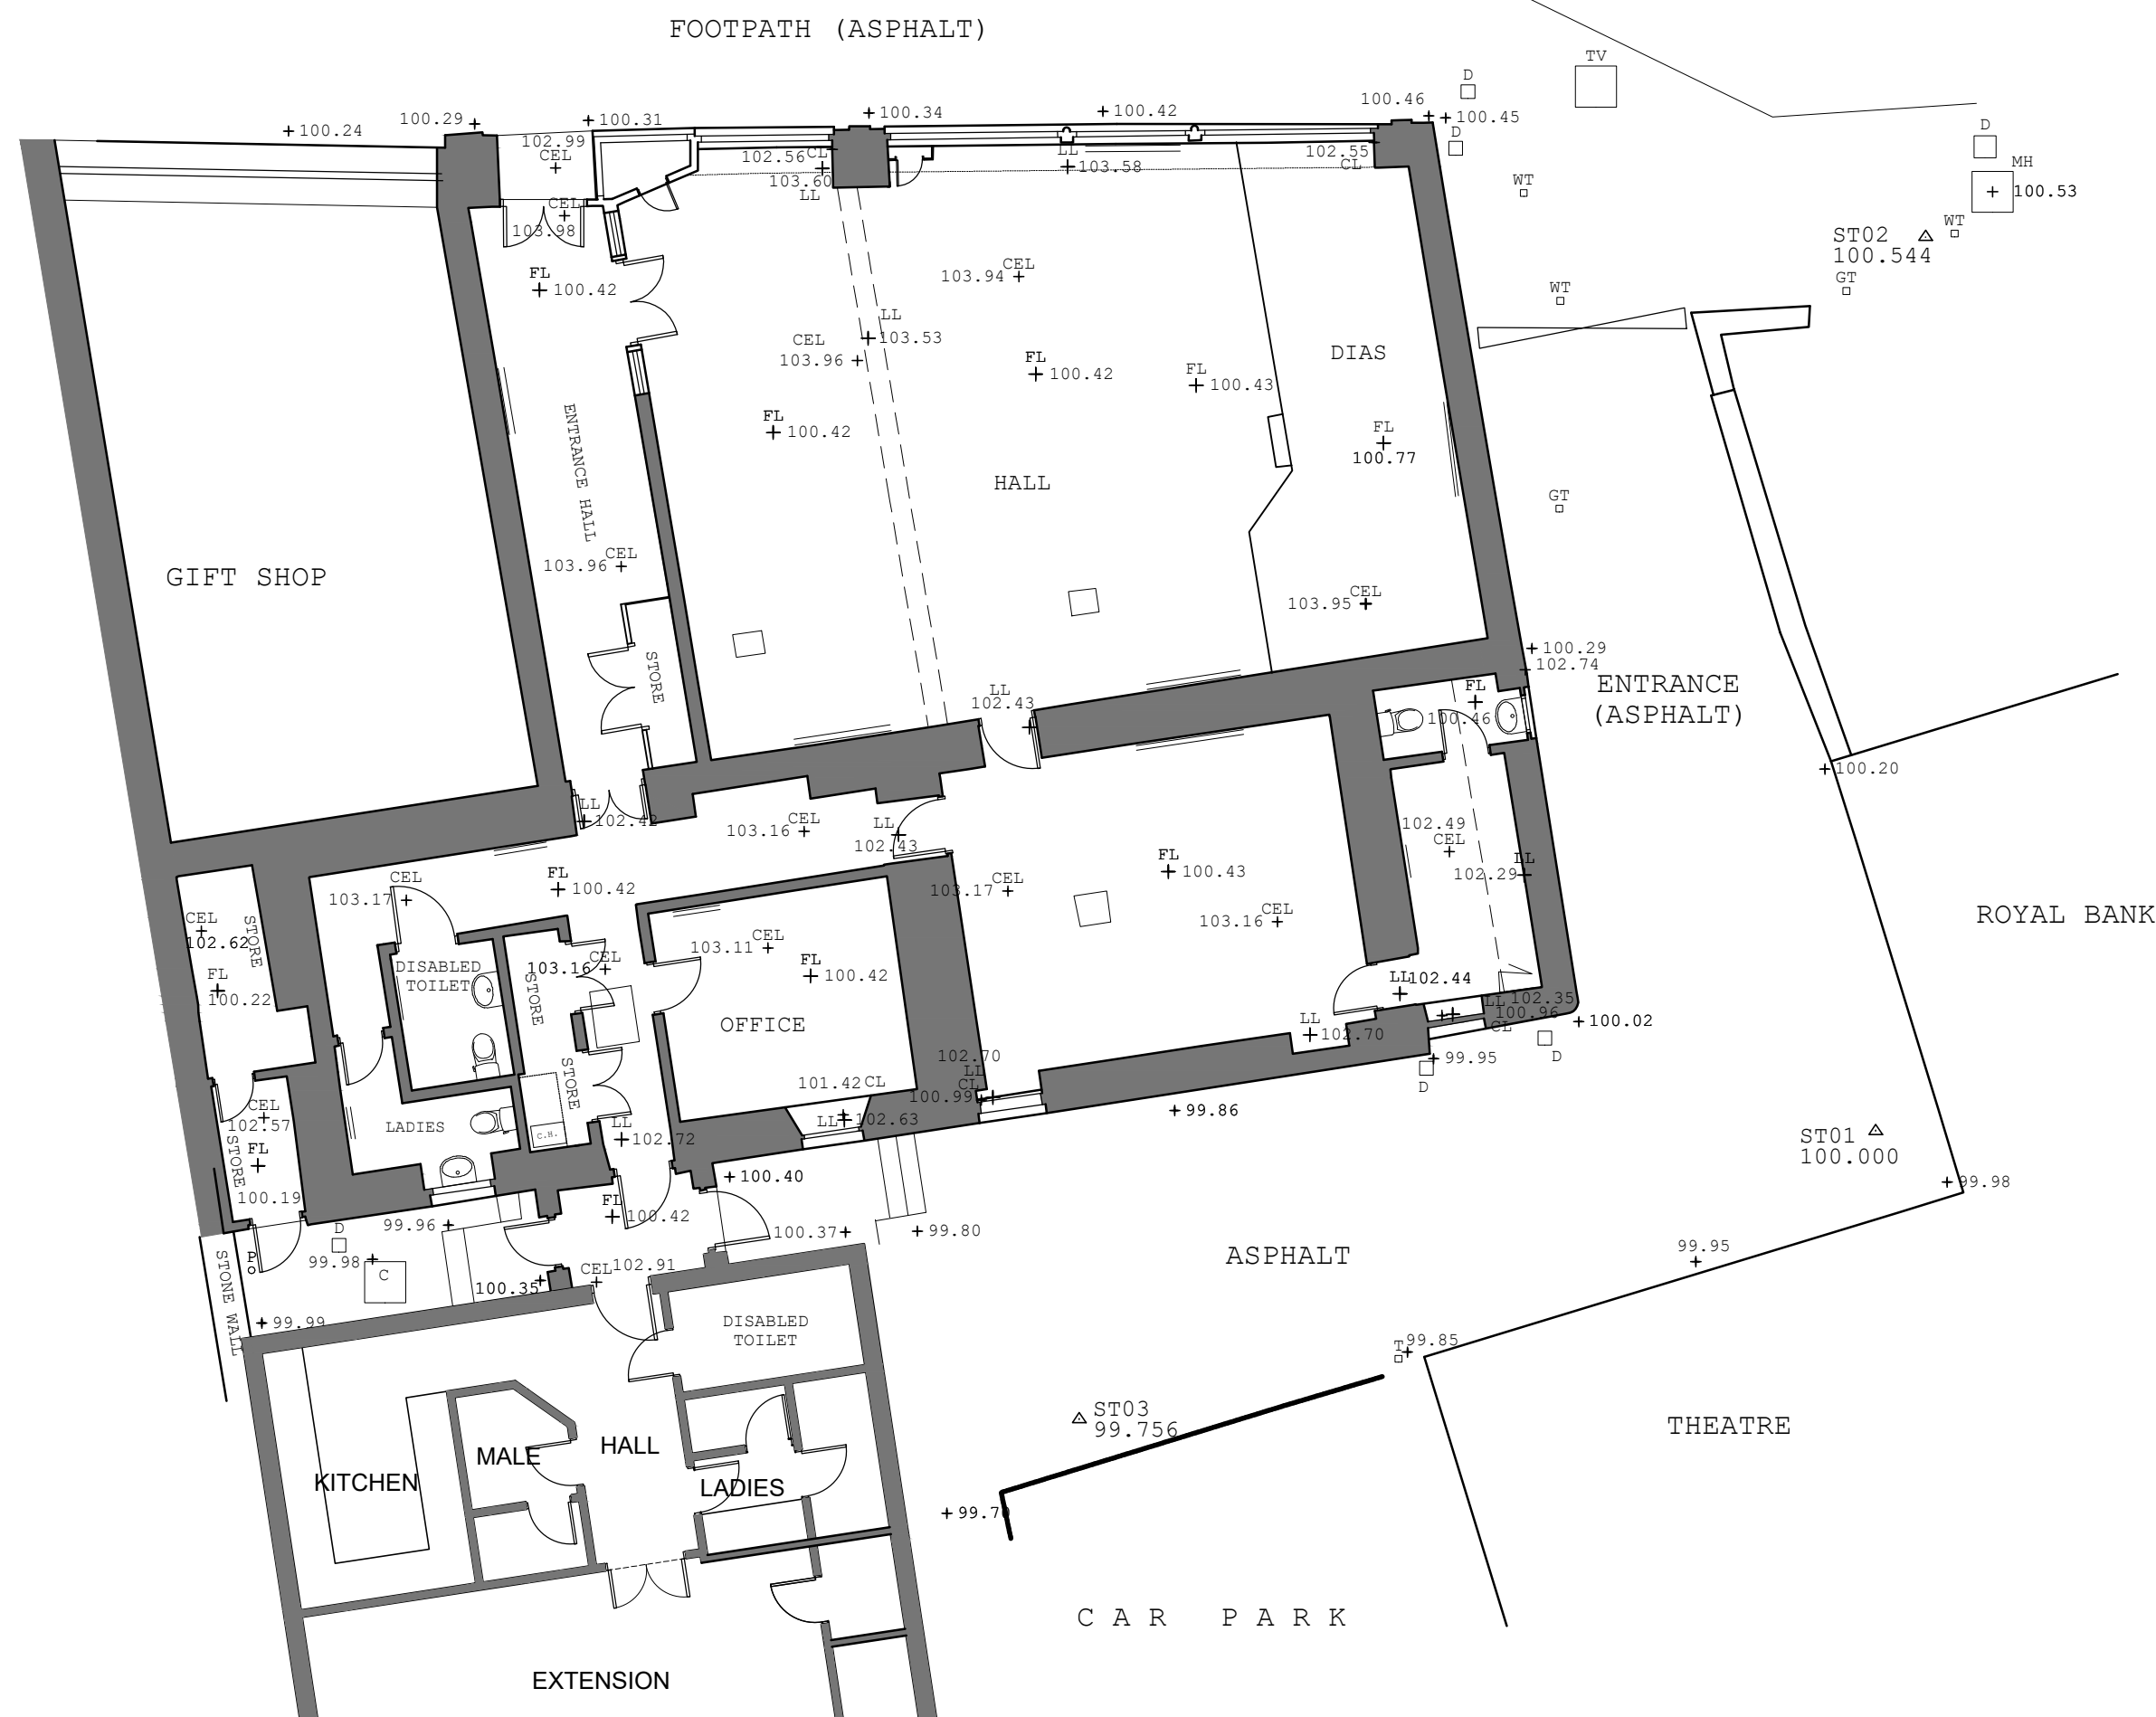 FOOTPATH (ASPHALT)
TV
D
100.24
100.29
100.31
100.34
100.42
100.46
100.45
D
D
102.99
CEL
102.56 CL
103.60
LL
LL
103.58
102.55
CL
MH
100.53
WT
WT
CEL
103.98
ST02
100.544
GT
FL
100.42
CEL
103.94
WT
LL
103.53
CEL
103.96
FL
100.42
FL
100.43
DIAS
FL
100.42
FL
100.77
ENTRANCE HALL
HALL
GT
GIFT SHOP
CEL
103.96
CEL
103.95
STORE
100.29
102.74
ENTRANCE
(ASPHALT)
LL
102.43
FL
100.46
100.20
LL
102.42
CEL
103.16
LL
102.43
102.49
CEL
LL
102.29
FL
100.42
CEL
103.17
FL
100.43
CEL
103.17
CEL
103.16
ROYAL BANK
CEL
102.62
STORE
FL
100.22
DISABLED
TOILET
CEL
103.16
STORE
CEL
103.11
FL
100.42
OFFICE
LL
102.44
LL
102.35
100.96
CL
100.02
LL
102.70
99.95
D
D
102.70
LL
CL
100.99
101.42 CL
LL
102.63
99.86
CEL
102.57
STORE
FL
100.19
LADIES
STORE
C.H.
LL
102.72
ST01
100.000
100.40
FL
100.42
99.98
99.96
D
P
99.98
C
100.37
99.80
ASPHALT
99.95
STONE WALL
CEL
102.91
100.35
99.99
DISABLED
TOILET
T
99.85
ST03
99.756
THEATRE
KITCHEN
MALE
HALL
LADIES
CAR PARK
EXTENSION